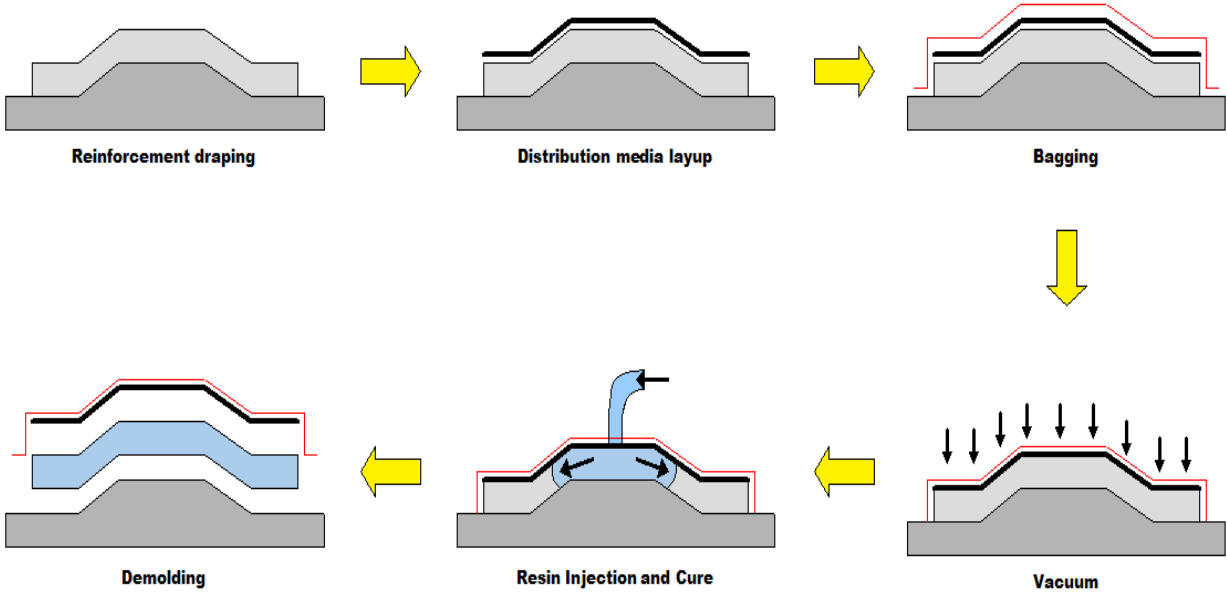 Reinforcement draping
Distribution media layup
Bagging
Demolding
Resin Injection and Cure
Vacuum